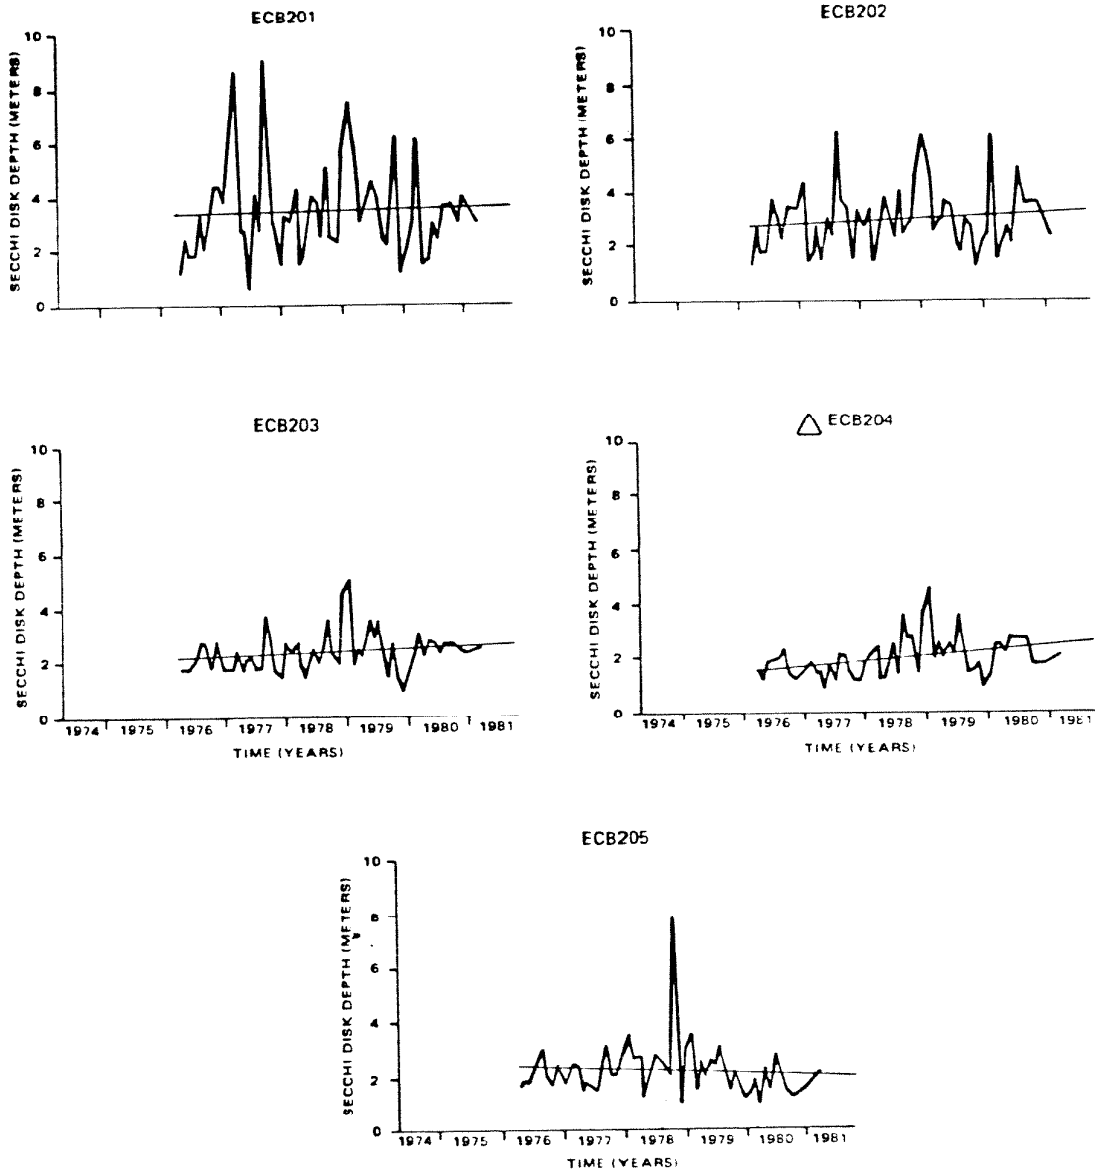 ECB201
SECCHI DISK DEPTH (METERS)
10
8
6
4
2
0
ECB202
SECCHI DISK DEPTH (METERS)
10
8
6
4
2
0
ECB203
SECCHI DISK DEPTH (METERS)
10
8
6
4
2
0
1974 1975 1976 1977 1978 1979 1980 1981
TIME (YEARS)
ECB204
SECCHI DISK DEPTH (METERS)
10
8
6
4
2
0
1974 1975 1976 1977 1978 1979 1980 1981
TIME (YEARS)
ECB205
SECCHI DISK DEPTH (METERS)
10
8
6
4
2
0
1974 1975 1976 1977 1978 1979 1980 1981
TIME (YEARS)